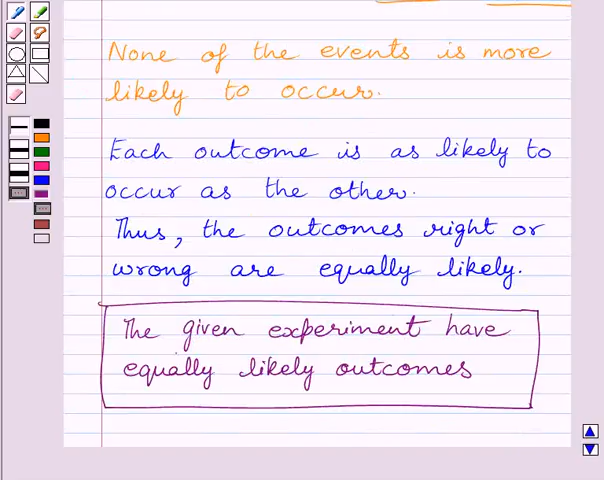 None of the events is more
likely to occur.
Each outcome is as likely to
occur as the other.
Thus, the outcomes right or
wrong are equally likely.
The given experiment have
equally likely outcomes